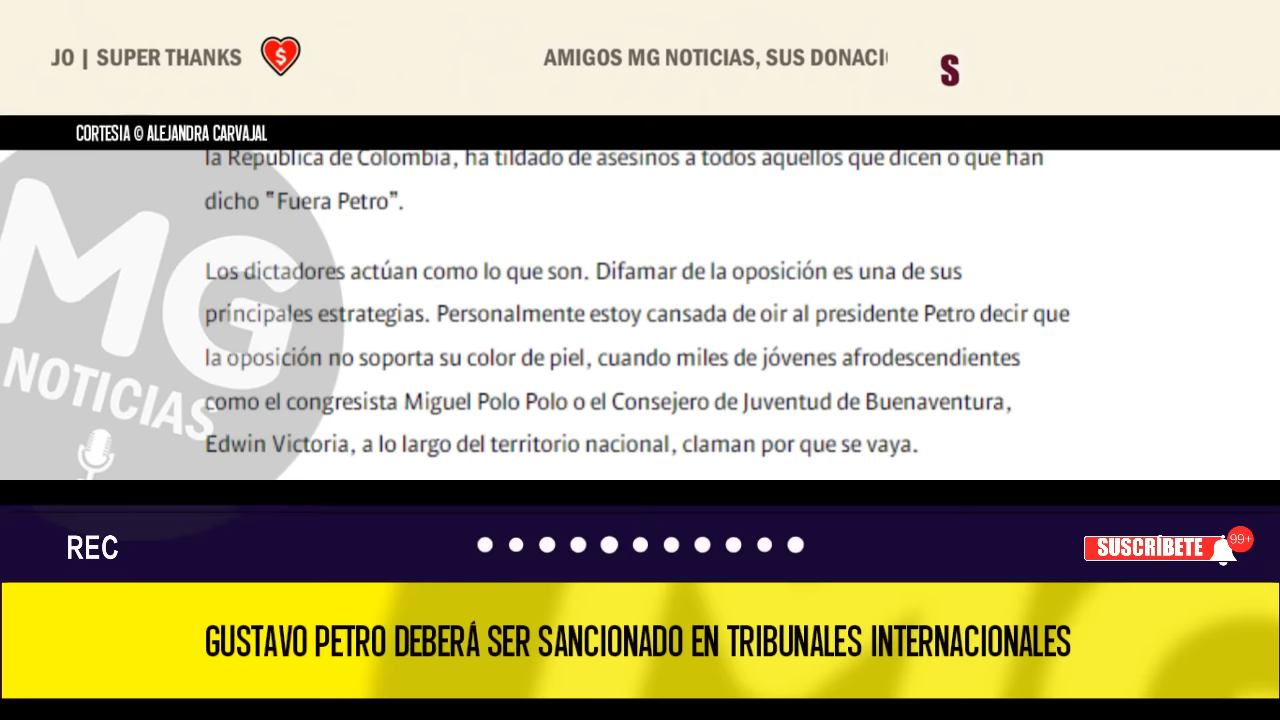 JO | SUPER THANKS
AMIGOS MG NOTICIAS, SUS DONACI
S
CORTESIA © ALEJANDRA CARVAJAL
la República de Colombia, ha tildado de asesinos a todos aquellos que dicen o que han
dicho "Fuera Petro".
Los dictadores actúan como lo que son. Difamar de la oposición es una de sus
principales estrategias. Personalmente estoy cansada de oir al presidente Petro decir que
la oposición no soporta su color de piel, cuando miles de jóvenes afrodescendientes
como el congresista Miguel Polo Polo o el Consejero de Juventud de Buenaventura,
Edwin Victoria, a lo largo del territorio nacional, claman por que se vaya.
MG
NOTICIAS
REC
SUSCRÍBETE
99+
GUSTAVO PETRO DEBERÁ SER SANCIONADO EN TRIBUNALES INTERNACIONALES